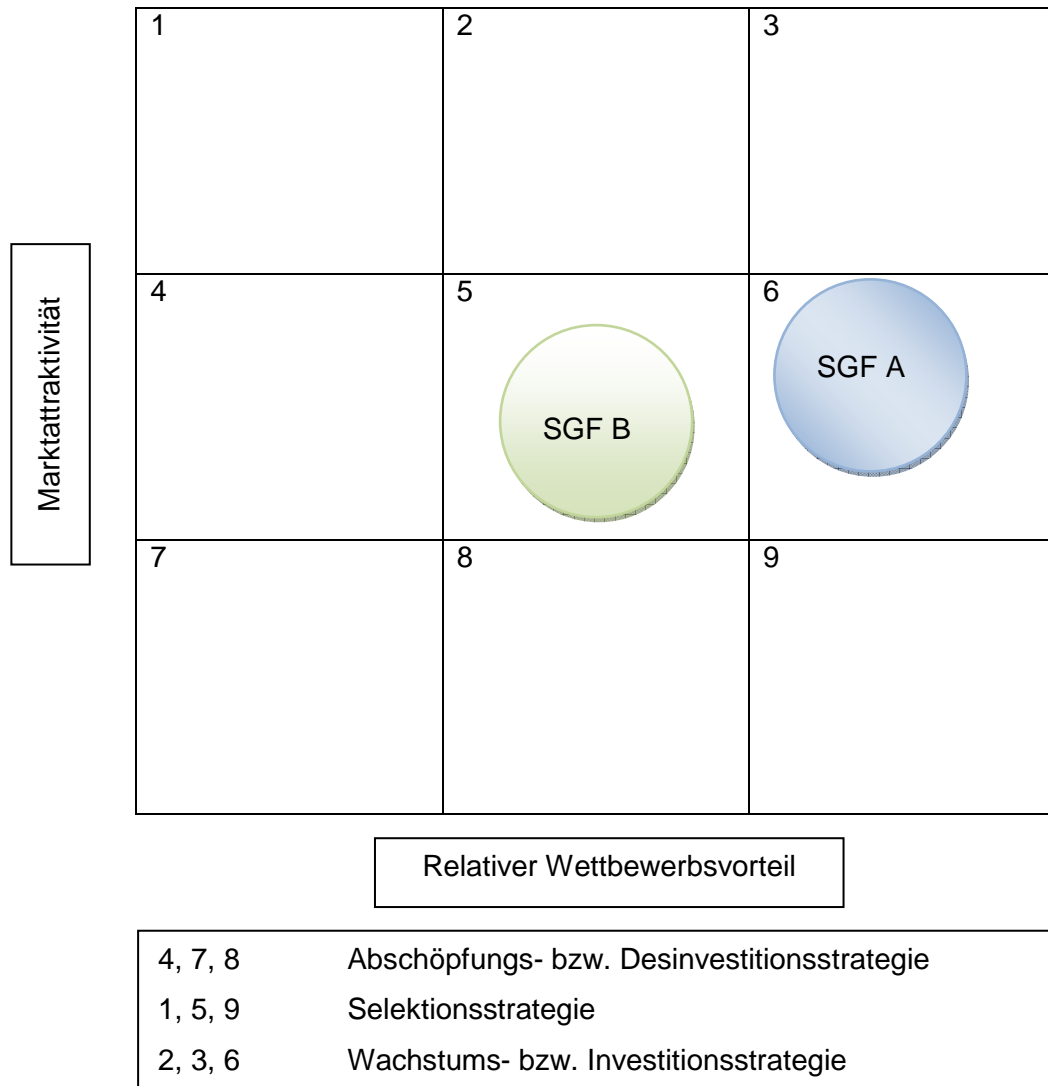 1
2
3
Marktattraktivität
4
5
6
SGF B
SGF A
7
8
9
Relativer Wettbewerbsvorteil
4, 7, 8 Abschöpfungs- bzw. Desinvestitionsstrategie
1, 5, 9 Selektionsstrategie
2, 3, 6 Wachstums- bzw. Investitionsstrategie